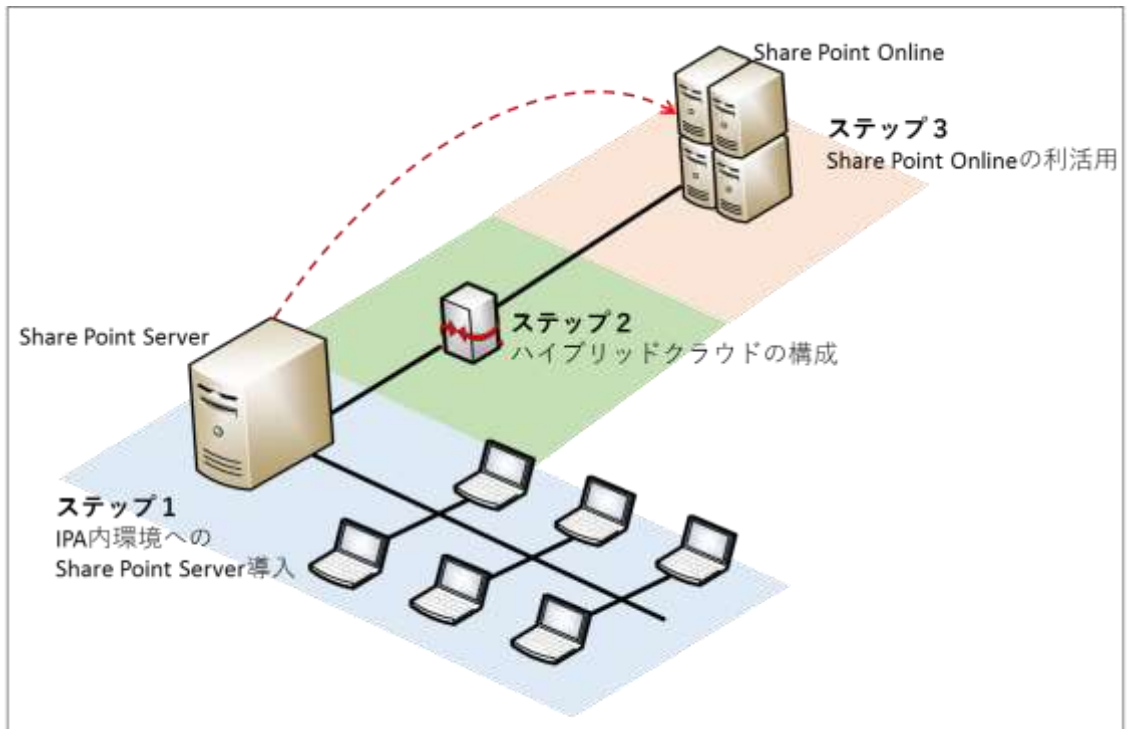 Share Point Online
ステップ３
Share Point Onlineの利活用
Share Point Server
ステップ２
ハイブリッドクラウドの構成
ステップ１
IPA内環境への
Share Point Server導入